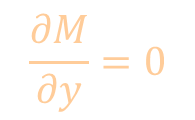 ∂M/∂y = 0